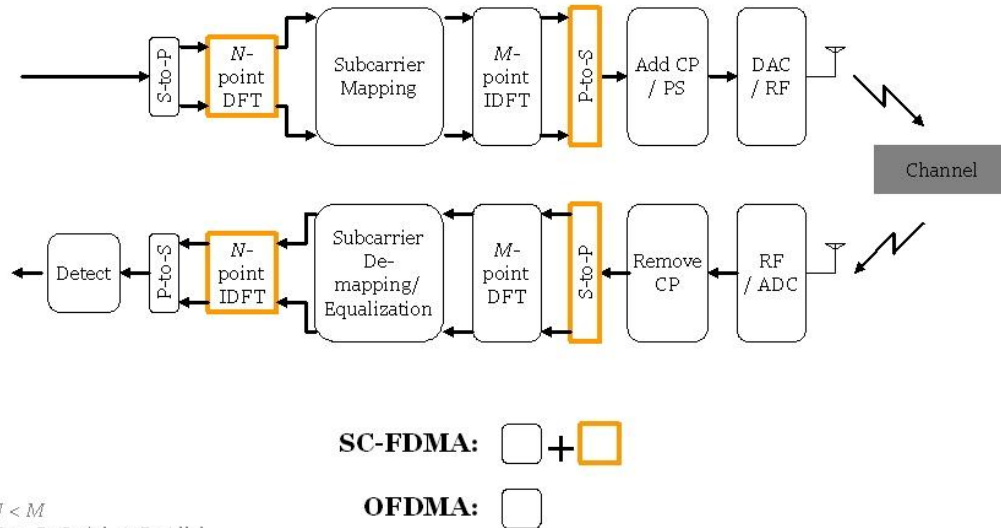 S-to-P
N-
point
DFT
Subcarrier
Mapping
M-
point
IDFT
P-to-S
Add CP
/ PS
DAC
/ RF
Channel
Detect
P-to-S
N-
point
IDFT
Subcarrier
De-
mapping/
Equalization
M-
point
DFT
S-to-P
Remove
CP
RF
/ ADC
SC-FDMA: +
OFDMA:
< M